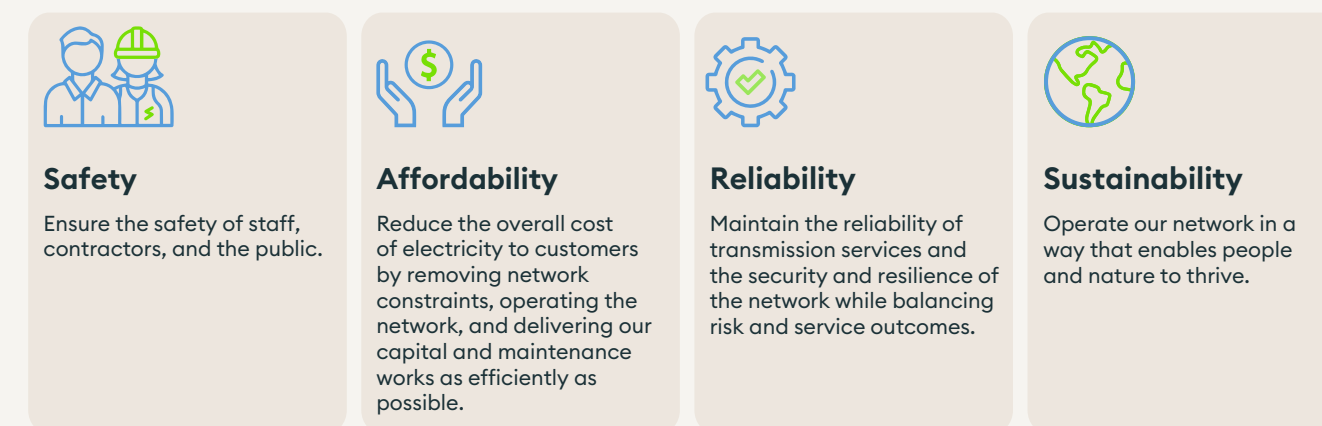 $
Safety
Ensure the safety of staff,
contractors, and the public.
Affordability
Reduce the overall cost
of electricity to customers
by removing network
constraints, operating the
network, and delivering our
capital and maintenance
works as efficiently as
possible.
Reliability
Maintain the reliability of
transmission services and
the security and resilience of
the network while balancing
risk and service outcomes.
Sustainability
Operate our network in a
way that enables people
and nature to thrive.